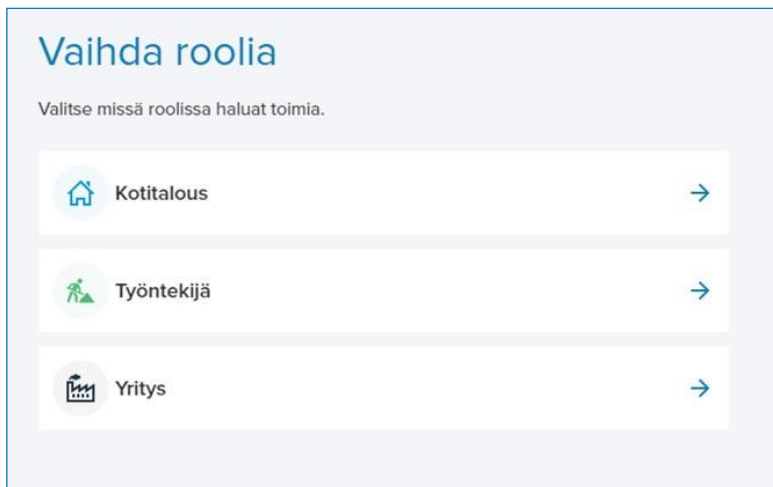 Vaihda roolia
Valitse missä roolissa haluat toimia.
Kotitalous
Työntekijä
Yritys